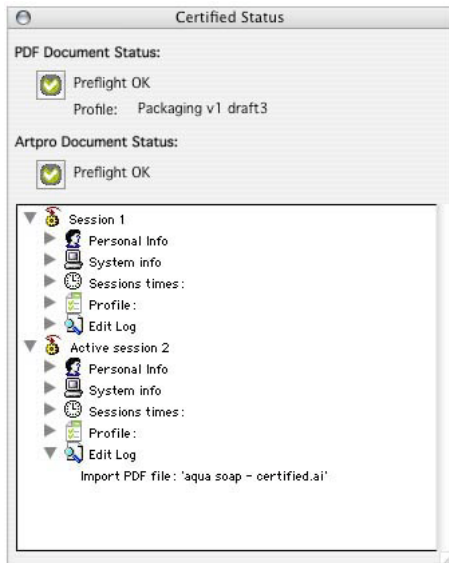 Certified Status
PDF Document Status:
Preflight OK
Profile: Packaging v1 draft3
Artpro Document Status:
Preflight OK
Session 1
Personal Info
System info
Sessions times:
Profile:
Edit Log
Active session 2
Personal Info
System info
Sessions times:
Profile:
Edit Log
Import PDF file: 'aqua soap - certified.ai'